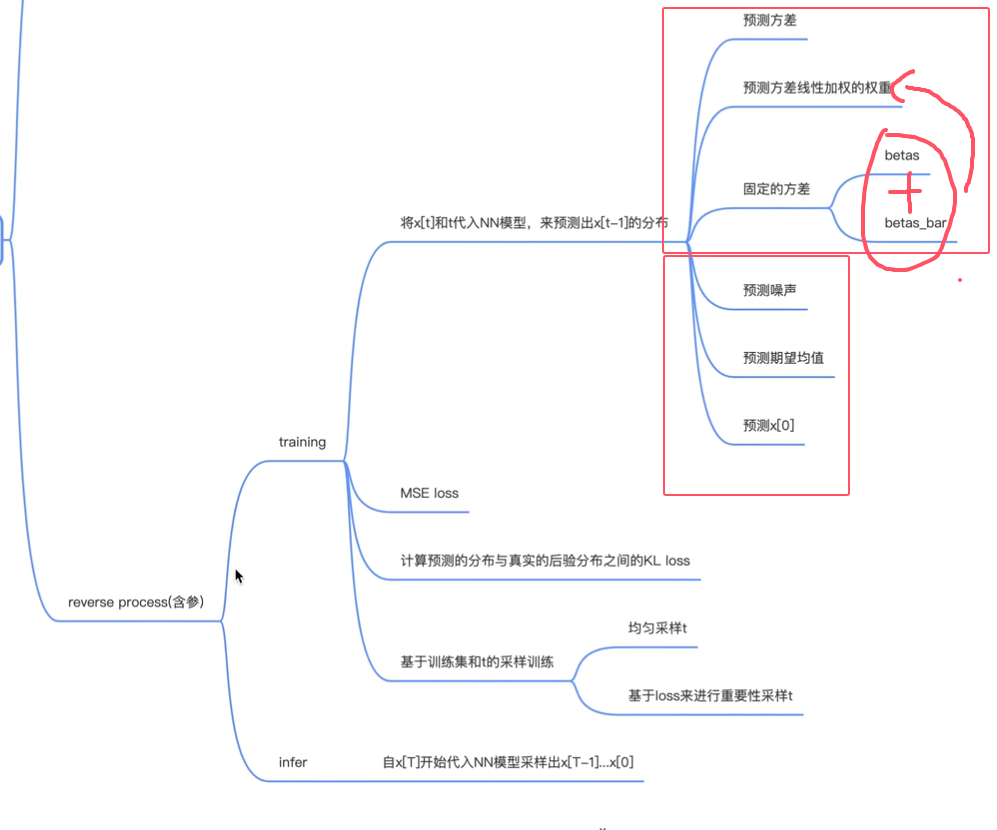 预测方差
预测方差线性加权的权重
betas
固定的方差
betas_bar
将x[t]和t代入NN模型，来预测出x[t-1]的分布
预测噪声
预测期望均值
预测x[0]
training
MSE loss
计算预测的分布与真实的后验分布之间的KL loss
reverse process(含参)
均匀采样t
基于训练集和t的采样训练
基于loss来进行重要性采样t
infer
自x[T]开始代入NN模型采样出x[T-1]...x[0]